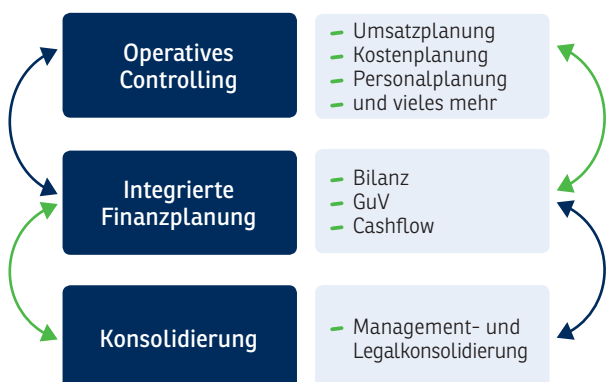 Operatives
Controlling
– Umsatzplanung
– Kostenplanung
– Personalplanung
– und vieles mehr
Integrierte
Finanzplanung
– Bilanz
– GuV
– Cashflow
Konsolidierung
– Management- und
Legalkonsolidierung